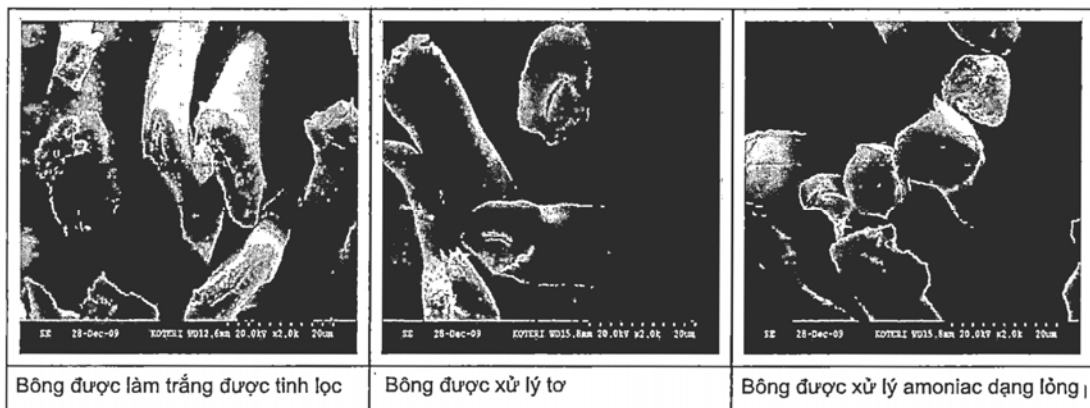 SE 28-Dec-09 KOTERI WD12.6mm 20.0kV x2.0k 20um
SE 28-Dec-09 KOTERI WD15.8mm 20.0kV x2.0k 20um
SE 28-Dec-09 KOTERI WD15.8mm 20.0kV x2.0k 20um
Bông được làm trắng được tinh lọc
Bông được xử lý tơ
Bông được xử lý amoniac dạng lỏng